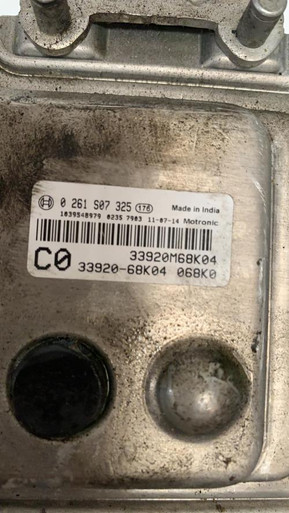 0 261 S07 325 176 Made in India
1039S48979 0235 7983 11-07-14 Motronic
33920M68K04
C0
33920-68K04 068K0